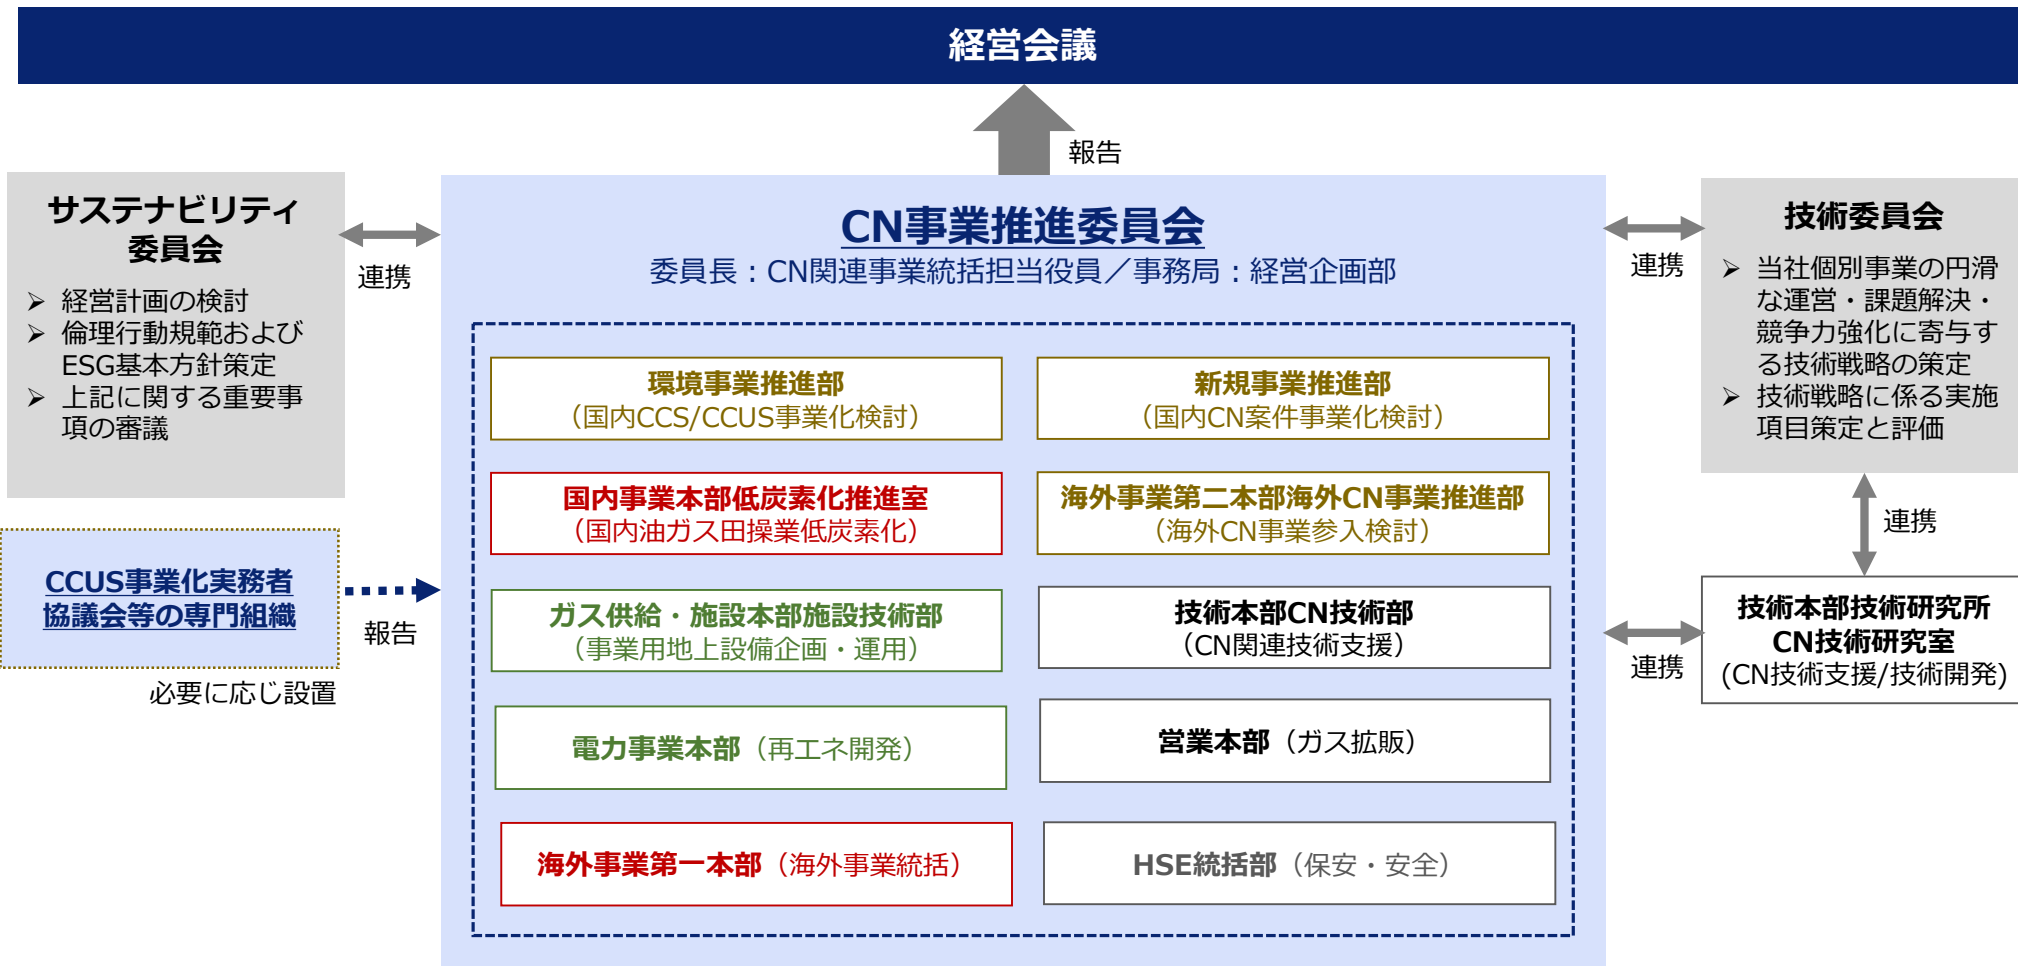 経営会議
報告
サステナビリティ
委員会
➢ 経営計画の検討
➢ 倫理行動規範および
ESG基本方針策定
➢ 上記に関する重要事
項の審議
連携
CCUS事業化実務者
協議会等の専門組織
報告
必要に応じ設置
CN事業推進委員会
委員長：CN関連事業統括担当役員／事務局：経営企画部
環境事業推進部
（国内CCS/CCUS事業化検討）
新規事業推進部
（国内CN案件事業化検討）
国内事業本部低炭素化推進室
（国内油ガス田操業低炭素化）
海外事業第二本部海外CN事業推進部
（海外CN事業参入検討）
ガス供給・施設本部施設技術部
（事業用地上設備企画・運用）
技術本部CN技術部
（CN関連技術支援）
電力事業本部（再エネ開発）
営業本部（ガス拡販）
海外事業第一本部（海外事業統括）
HSE統括部（保安・安全）
連携
技術委員会
➢ 当社個別事業の円滑
な運営・課題解決・
競争力強化に寄与す
る技術戦略の策定
➢ 技術戦略に係る実施
項目策定と評価
連携
連携
技術本部技術研究所
CN技術研究室
(CN技術支援/技術開発)